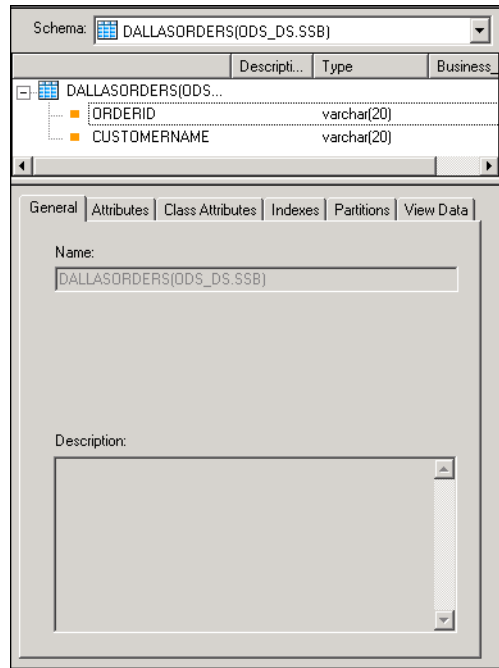 Schema: DALLASORDERS(ODS_DS.SSB)
Descripti... Type Business_
DALLASORDERS(ODS...
ORDERID varchar(20)
CUSTOMERNAME varchar(20)
General Attributes Class Attributes Indexes Partitions View Data
Name:
DALLASORDERS(ODS_DS.SSB)
Description: